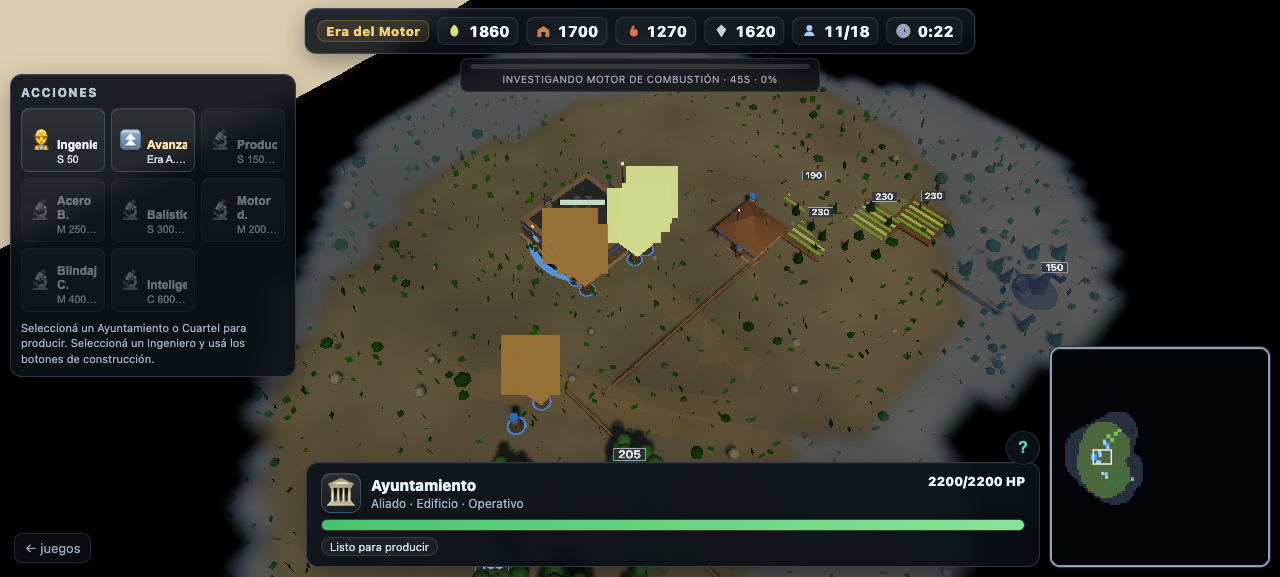 Era del Motor
1860
1700
1270
1620
11/18
0:22
INVESTIGANDO MOTOR DE COMBUSTIÓN · 45S · 0%
ACCIONES
Ingenie
S 50
Avanza
Era A....
Produc
S 150...
Acero B.
M 250...
Balístic
S 300...
Motor d.
M 200...
Blindaj C.
M 400...
Intelige
C 600...
Seleccioná un Ayuntamiento o Cuartel para
producir. Seleccioná un Ingeniero y usá los
botones de construcción.
190
230
230
230
150
205
?
Ayuntamiento
2200/2200 HP
Aliado · Edificio · Operativo
Listo para producir
← juegos